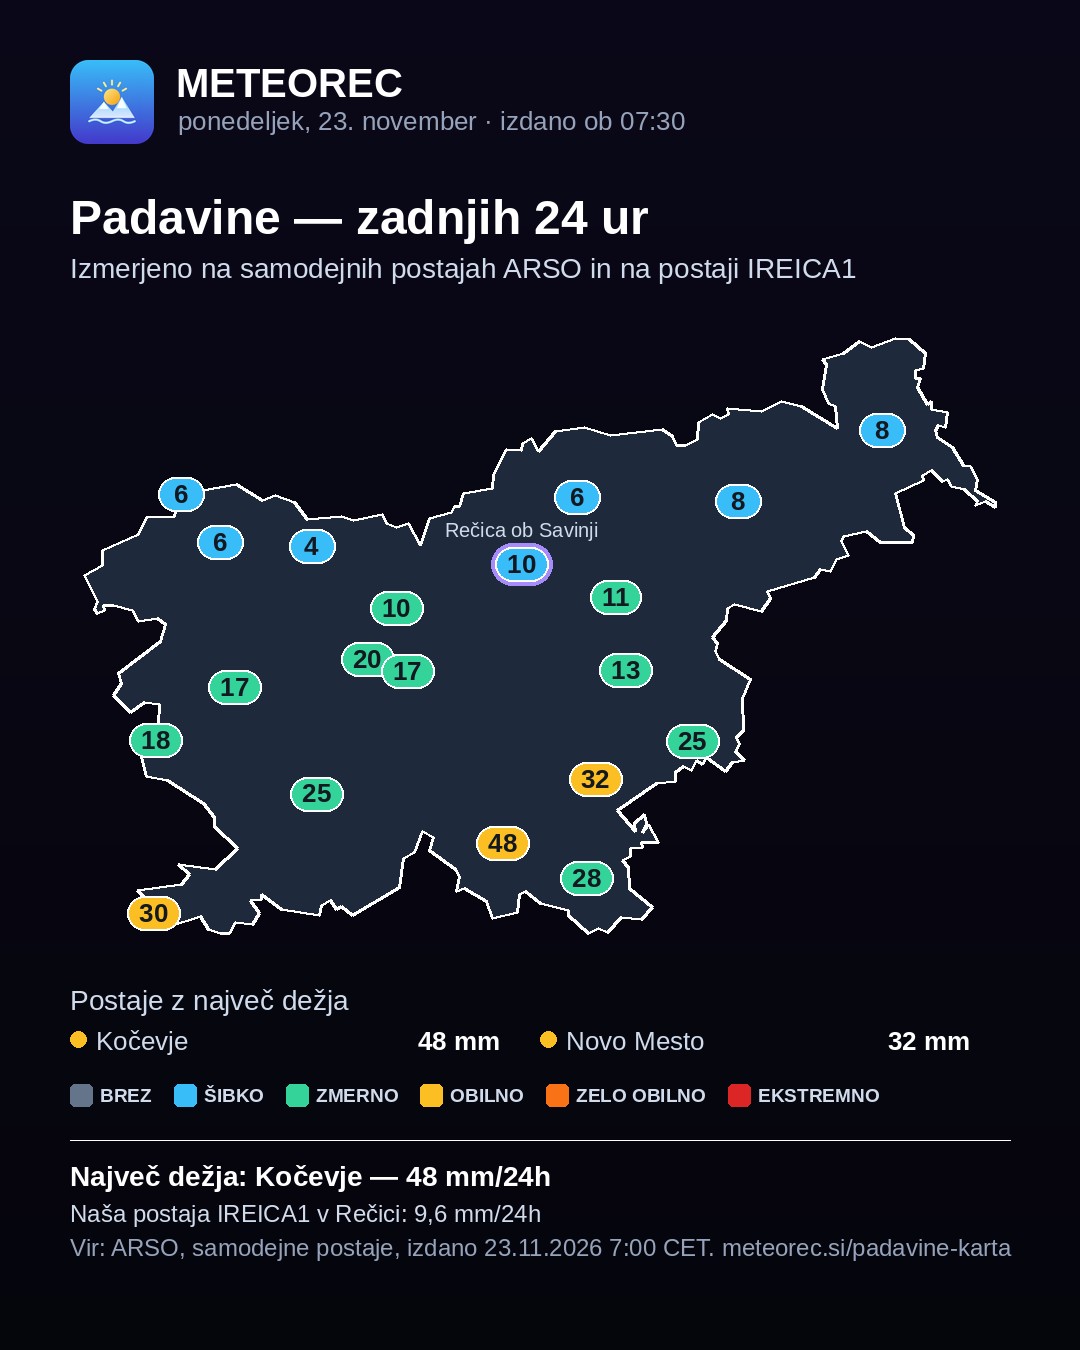 METEOREC
ponedeljek, 23. november · izdano ob 07:30
Padavine — zadnjih 24 ur
Izmerjeno na samodejnih postajah ARSO in na postaji IREICA1
8
6
6
8
Rečica ob Savinji
6
4
10
11
10
20
17
13
17
18
25
32
25
48
28
30
Postaje z največ dežja
Kočevje 48 mm Novo Mesto 32 mm
BREZ ŠIBKO ZMERNO OBILNO ZELO OBILNO EKSTREMNO
Največ dežja: Kočevje — 48 mm/24h
Naša postaja IREICA1 v Rečici: 9,6 mm/24h
Vir: ARSO, samodejne postaje, izdano 23.11.2026 7:00 CET. meteorec.si/padavine-karta